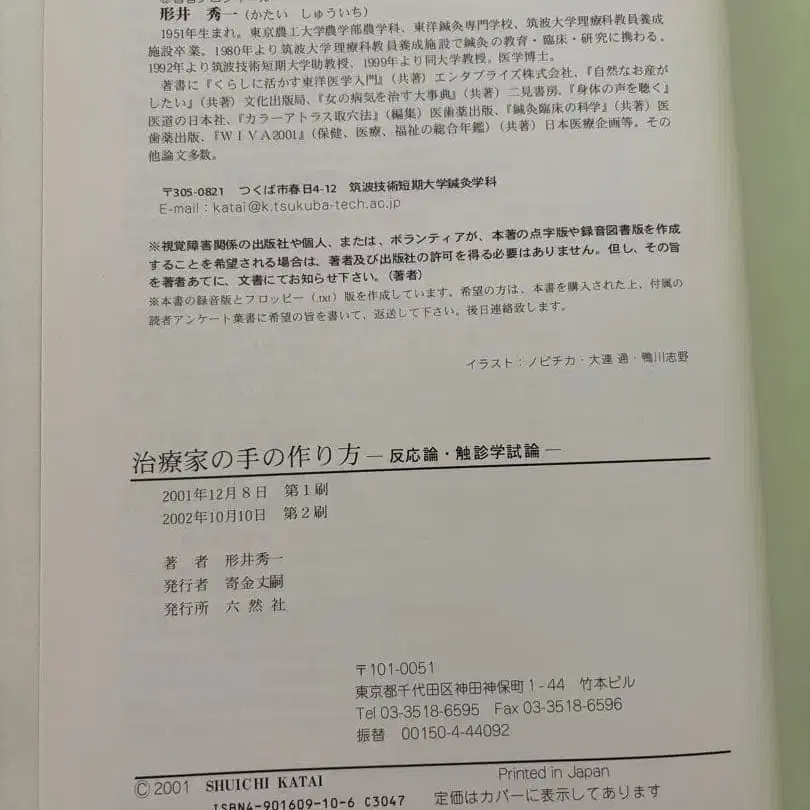 形井 秀一（かたい しゅういち）
1951年生まれ。東京農工大学農学部農学科、東洋鍼灸専門学校、筑波大学理療科教員養成
施設卒業。1980年より筑波大学理療科教員養成施設で鍼灸の教育・臨床・研究に携わる。
1992年より筑波技術短期大学助教授、1999年より同大学教授。医学博士。
著書に『くらしに活かす東洋医学入門』（共著）エンタプライズ株式会社、『自然なお産が
したい』（共著）文化出版局、『女の病気を治す大事典』（共著）二見書房、『身体の声を聴く』
医道の日本社、『カラーアトラス取穴法』（編集）医歯薬出版、『鍼灸臨床の科学』（共著）医
歯薬出版、『ＷＩＶＡ2001』（保健、医療、福祉の総合年鑑）（共著）日本医療企画等。その
他論文多数。
〒305-0821 つくば市春日4-12 筑波技術短期大学鍼灸学科
E-mail：katai@k.tsukuba-tech.ac.jp
※視覚障害関係の出版社や個人、または、ボランティアが、本著の点字版や録音図書版を作成
することを希望される場合は、著者及び出版社の許可を得る必要はありません。但し、その旨
を著者あてに、文書にてお知らせ下さい。（著者）
※本書の録音版とフロッピー（.txt）版を作成しています。希望の方は、本書を購入された上、付属の
読者アンケート葉書に希望の旨を書いて、返送して下さい。後日連絡致します。
イラスト：ノビチカ・大連 通・鴨川志野
治療家の手の作り方 ― 反応論・触診学試論 ―
2001年12月８日 第１刷
2002年10月10日 第２刷
著 者 形井秀一
発行者 寄金丈嗣
発行所 六 然 社
〒101-0051
東京都千代田区神田神保町１-44 竹本ビル
Tel 03-3518-6595 Fax 03-3518-6596
振替 00150-4-44092
Ⓒ 2001 SHUICHI KATAI
Printed in Japan
ISBN4-901609-10-6 C3047
定価はカバーに表示してあります